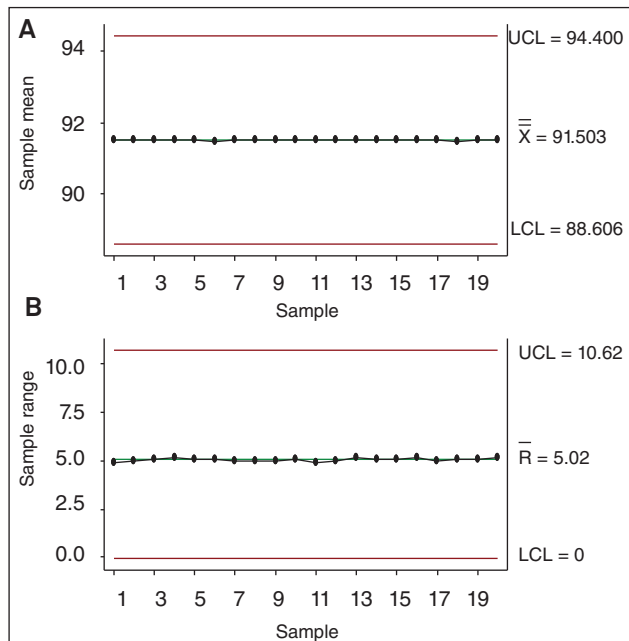 A
94
92
90
Sample mean
UCL = 94.400
X̿ = 91.503
LCL = 88.606
1 3 5 7 9 11 13 15 17 19
Sample
B
10.0
7.5
5.0
2.5
0.0
Sample range
UCL = 10.62
R̅ = 5.02
LCL = 0
1 3 5 7 9 11 13 15 17 19
Sample